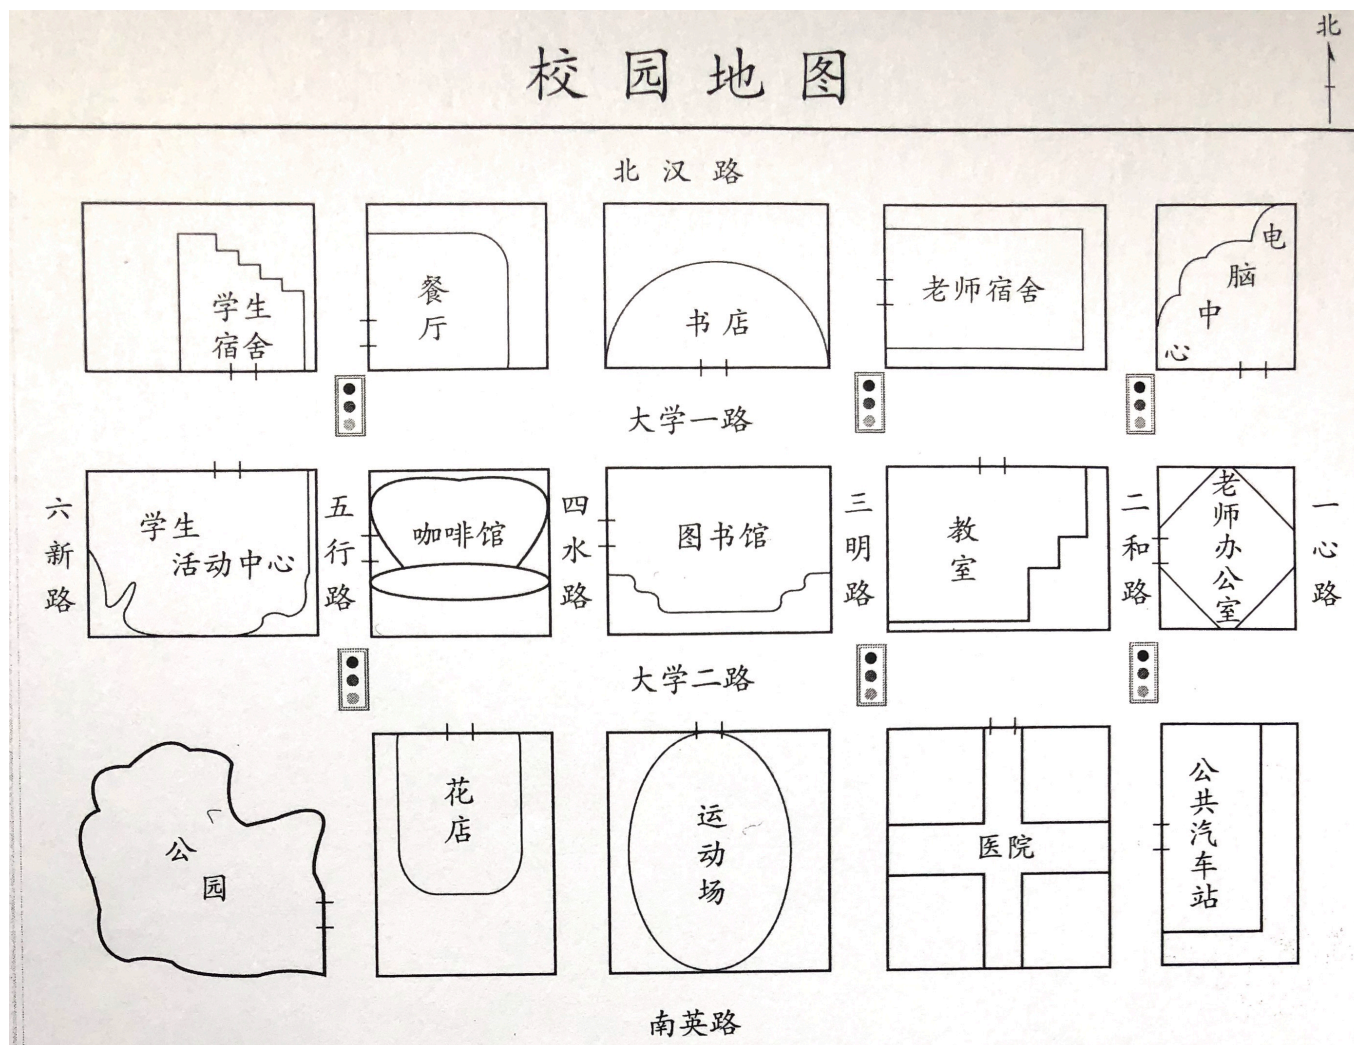 北
校园地图
北汉路
学生
宿舍
餐
厅
书店
老师宿舍
电
脑
中
心
大学一路
六
新
路
学生
活动中心
五
行
路
咖啡馆
四
水
路
图书馆
三
明
路
教
室
二
和
路
老
师
办
公
室
一
心
路
大学二路
公
园
花
店
运
动
场
医院
公
共
汽
车
站
南英路